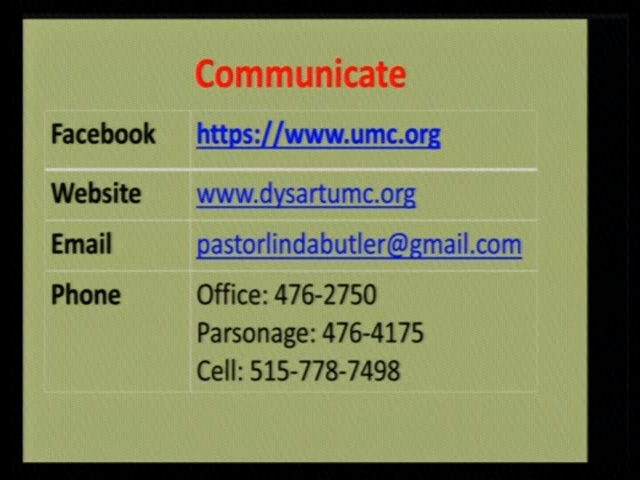 Communicate
Facebook https://www.umc.org
Website www.dysartumc.org
Email pastorlindabutler@gmail.com
Phone Office: 476-2750
Parsonage: 476-4175
Cell: 515-778-7498